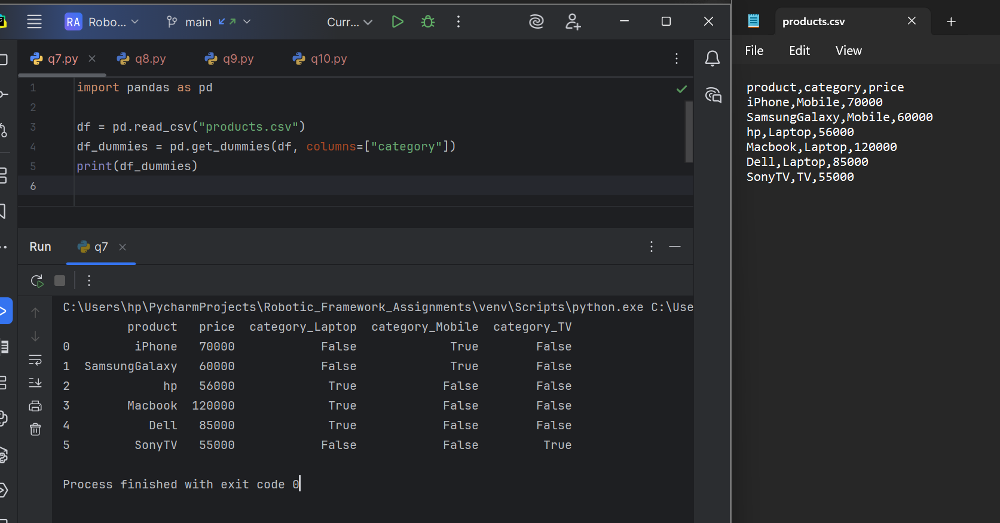 RA Robo... main Curr...
q7.py q8.py q9.py q10.py
1 import pandas as pd
2
3 df = pd.read_csv("products.csv")
4 df_dummies = pd.get_dummies(df, columns=["category"])
5 print(df_dummies)
6
Run q7
C:\Users\hp\PycharmProjects\Robotic_Framework_Assignments\venv\Scripts\python.exe C:\Use
product price category_Laptop category_Mobile category_TV
0 iPhone 70000 False True False
1 SamsungGalaxy 60000 False True False
2 hp 56000 True False False
3 Macbook 120000 True False False
4 Dell 85000 True False False
5 SonyTV 55000 False False True
Process finished with exit code 0
products.csv
File Edit View
product,category,price
iPhone,Mobile,70000
SamsungGalaxy,Mobile,60000
hp,Laptop,56000
Macbook,Laptop,120000
Dell,Laptop,85000
SonyTV,TV,55000